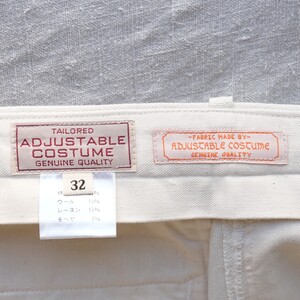 TAILORED
ADJUSTABLE
COSTUME
GENUINE QUALITY
-FABRIC MADE BY-
ADJUSTABLE COSTUME
GENUINE QUALITY
32
ウール
レーヨン